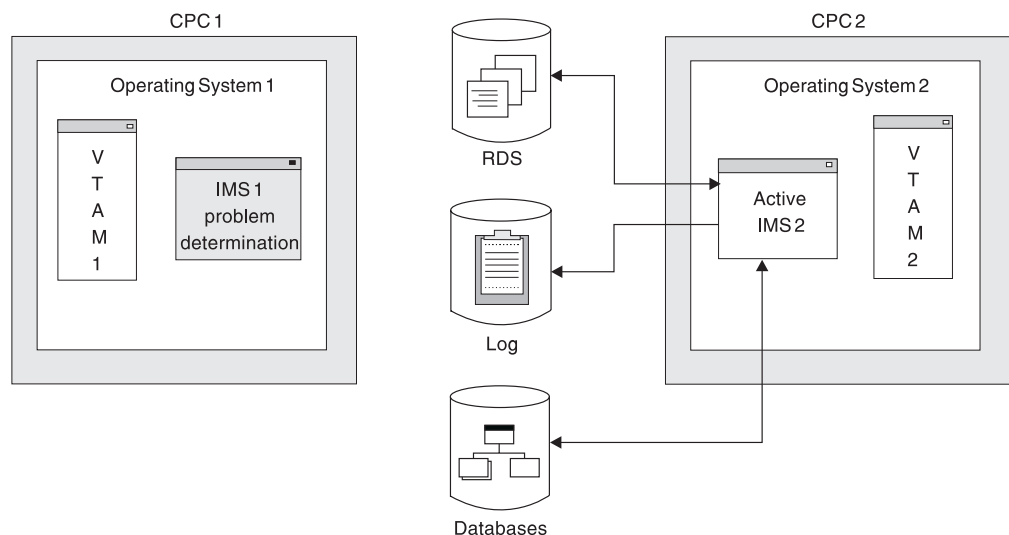 CPC 1
Operating System 1
V
T
A
M
1
IMS 1
problem
determination
RDS
Log
Databases
CPC 2
Operating System 2
Active
IMS 2
V
T
A
M
2